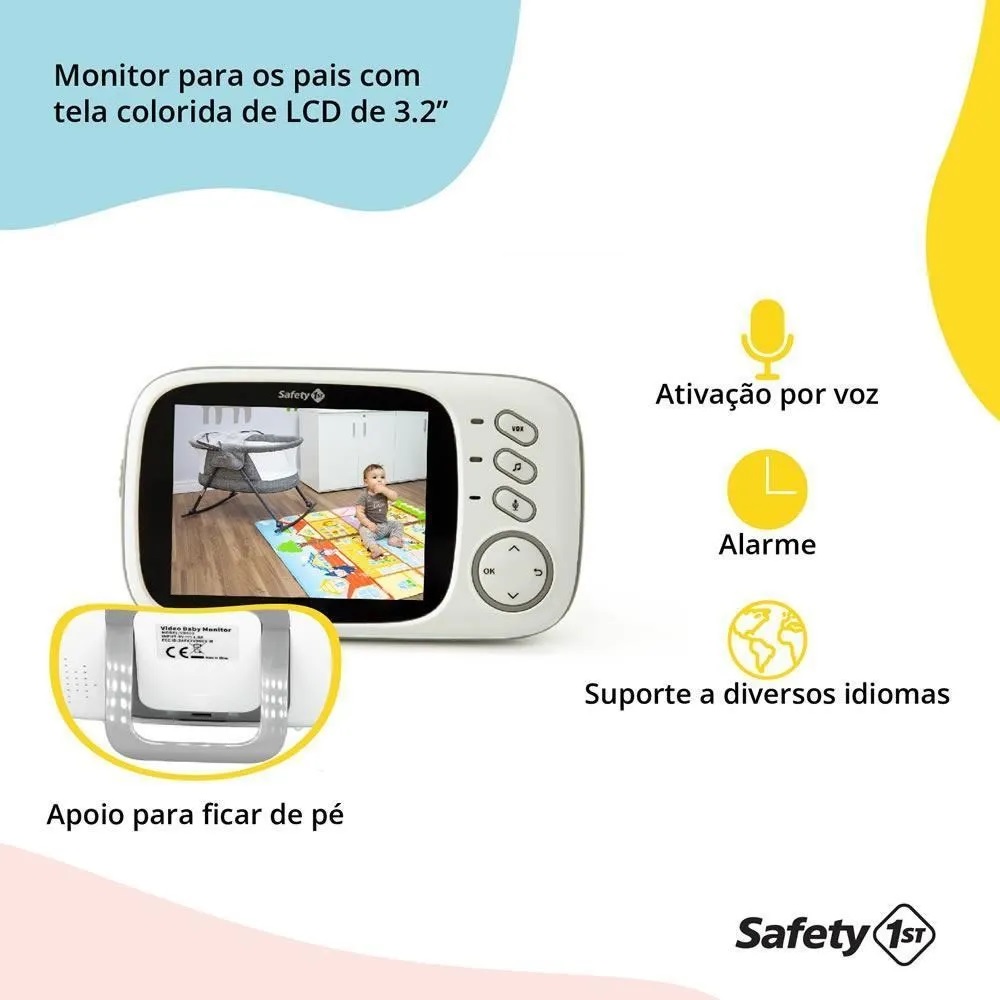 Monitor para os pais com
tela colorida de LCD de 3.2”
Safety 1st
VOX
OK
Ativação por voz
Alarme
Suporte a diversos idiomas
Video Baby Monitor
CE
Apoio para ficar de pé
Safety 1ST